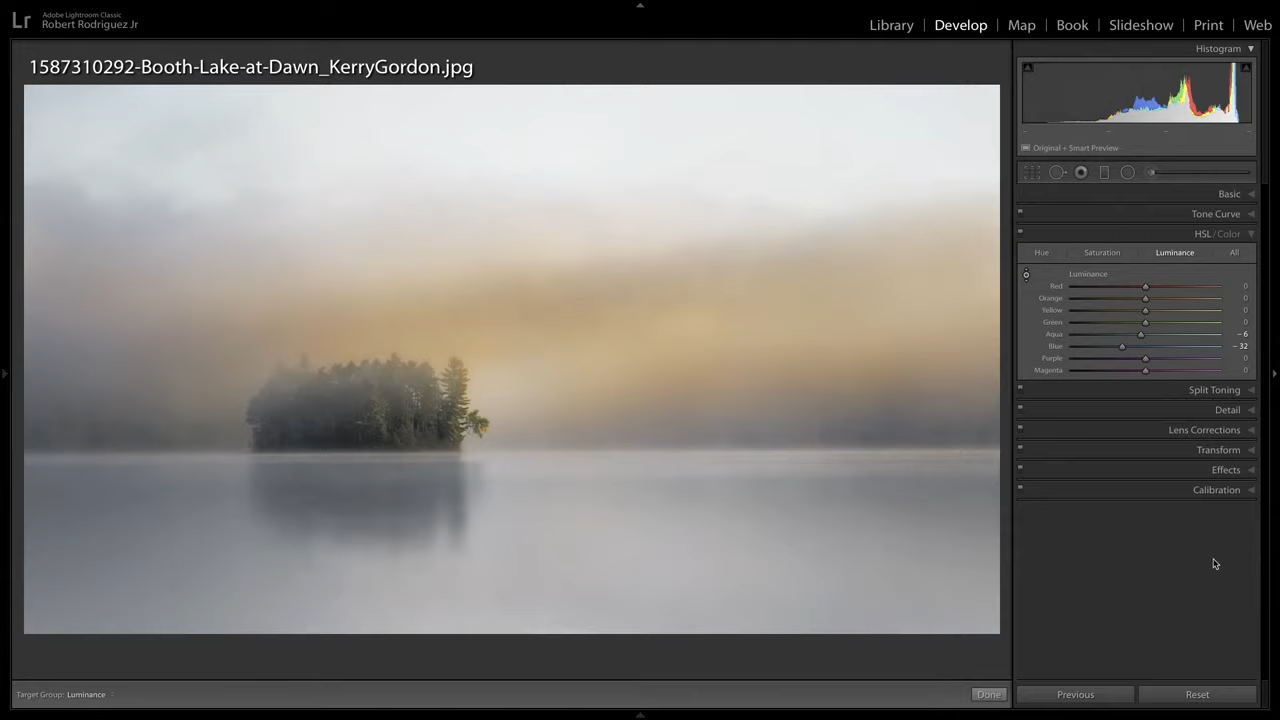 Lr
Adobe Lightroom Classic
Robert Rodriguez Jr
Library | Develop | Map | Book | Slideshow | Print | Web
1587310292-Booth-Lake-at-Dawn_KerryGordon.jpg
Histogram
Original + Smart Preview
Basic
Tone Curve
HSL / Color
Hue Saturation Luminance All
Luminance
Red 0
Orange 0
Yellow 0
Green 0
Aqua – 6
Blue – 32
Purple 0
Magenta 0
Split Toning
Detail
Lens Corrections
Transform
Effects
Calibration
Target Group: Luminance
Done
Previous
Reset